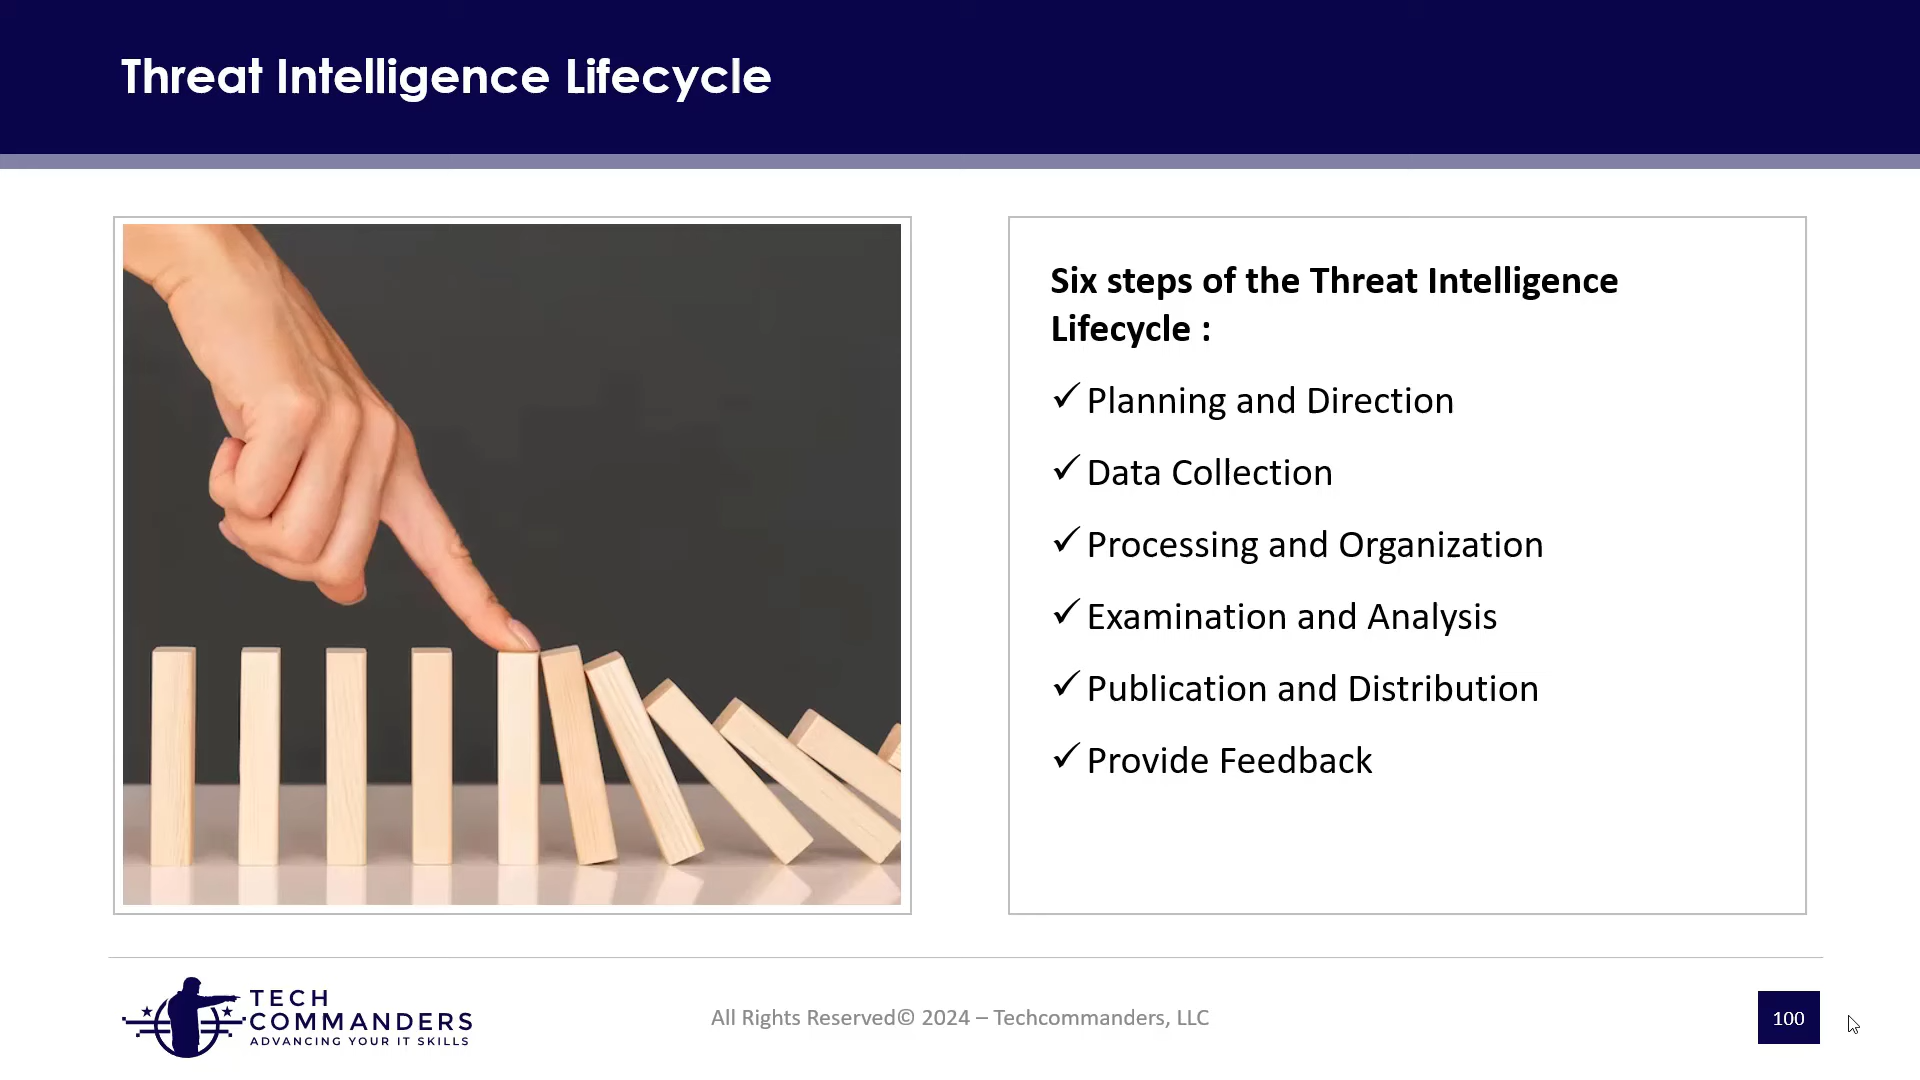 Threat Intelligence Lifecycle
Six steps of the Threat Intelligence
Lifecycle :
✓ Planning and Direction
✓ Data Collection
✓ Processing and Organization
✓ Examination and Analysis
✓ Publication and Distribution
✓ Provide Feedback
TECH
COMMANDERS
ADVANCING YOUR IT SKILLS
All Rights Reserved© 2024 – Techcommanders, LLC
100